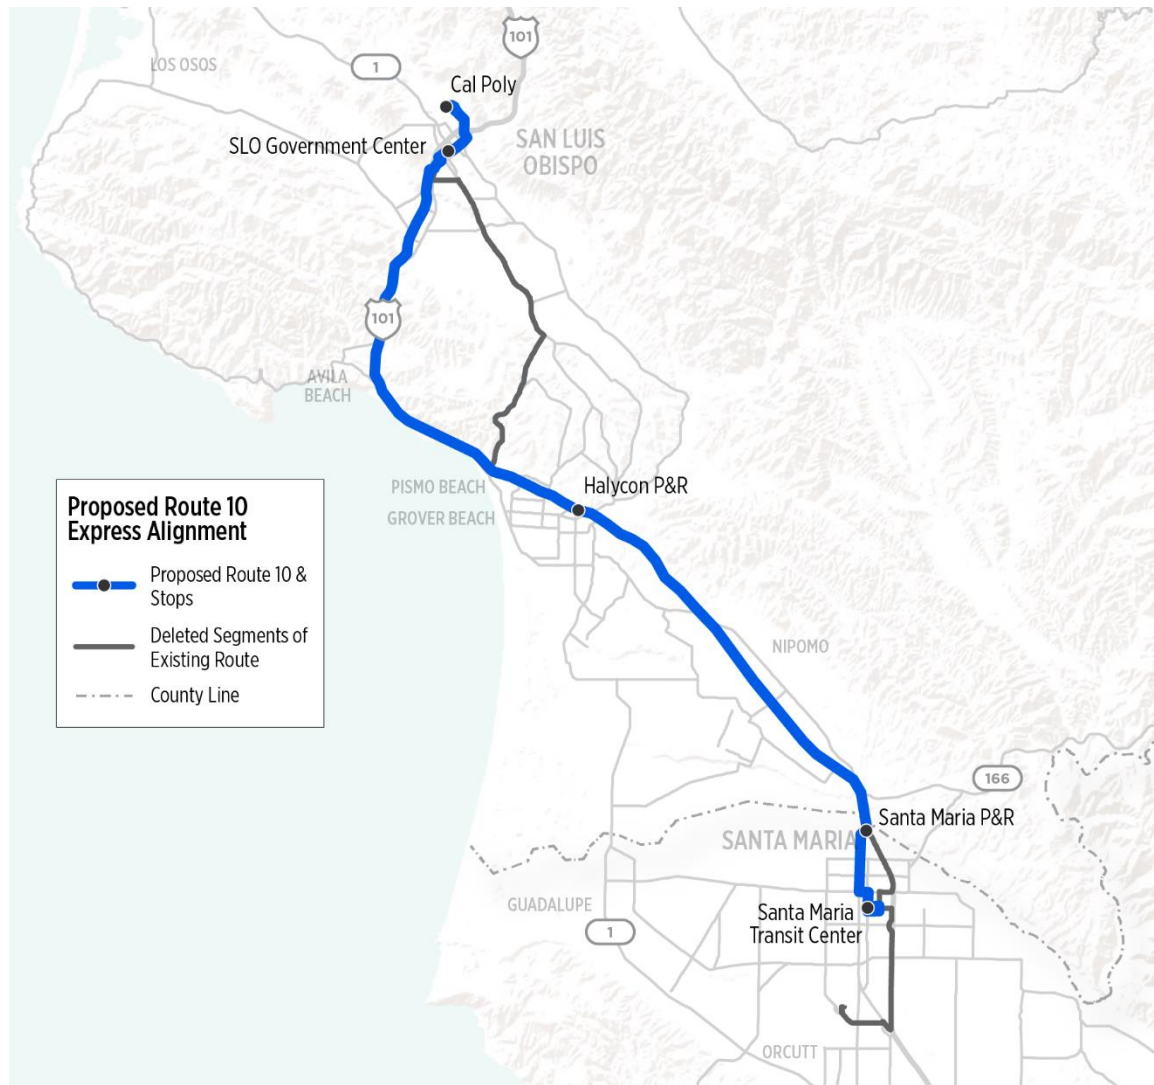 101
1
LOS OSOS
Cal Poly
SLO Government Center
SAN LUIS
OBISPO
101
AVILA
BEACH
PISMO BEACH
Halycon P&R
GROVER BEACH
Proposed Route 10
Express Alignment
Proposed Route 10 &
Stops
Deleted Segments of
Existing Route
County Line
NIPOMO
166
Santa Maria P&R
SANTA MARIA
GUADALUPE
Santa Maria
Transit Center
1
ORCUTT